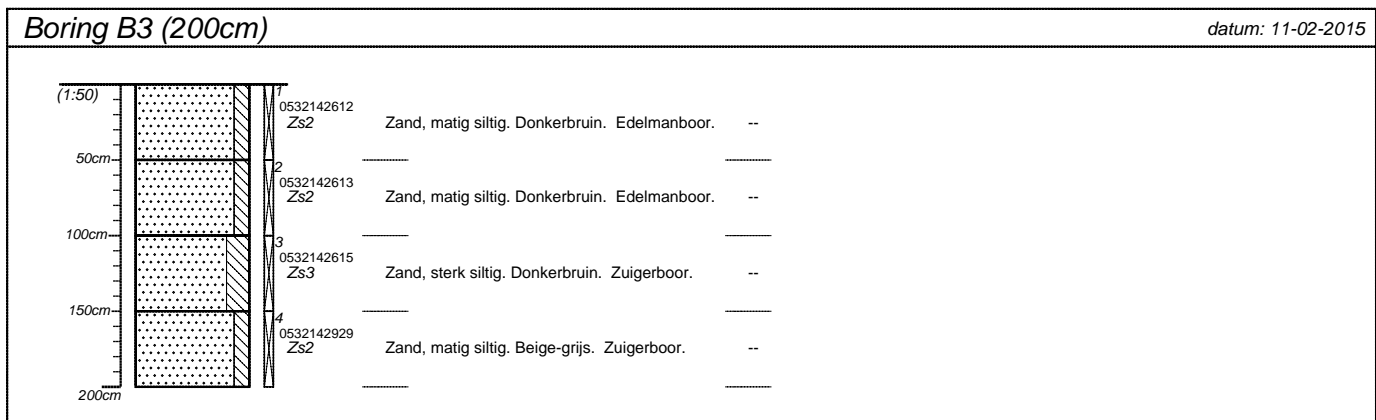 Boring B3 (200cm) datum: 11-02-2015
(1:50)
1
0532142612
Zs2 Zand, matig siltig. Donkerbruin. Edelmanboor. --
50cm
2
0532142613
Zs2 Zand, matig siltig. Donkerbruin. Edelmanboor. --
100cm
3
0532142615
Zs3 Zand, sterk siltig. Donkerbruin. Zuigerboor. --
150cm
4
0532142929
Zs2 Zand, matig siltig. Beige-grijs. Zuigerboor. --
200cm